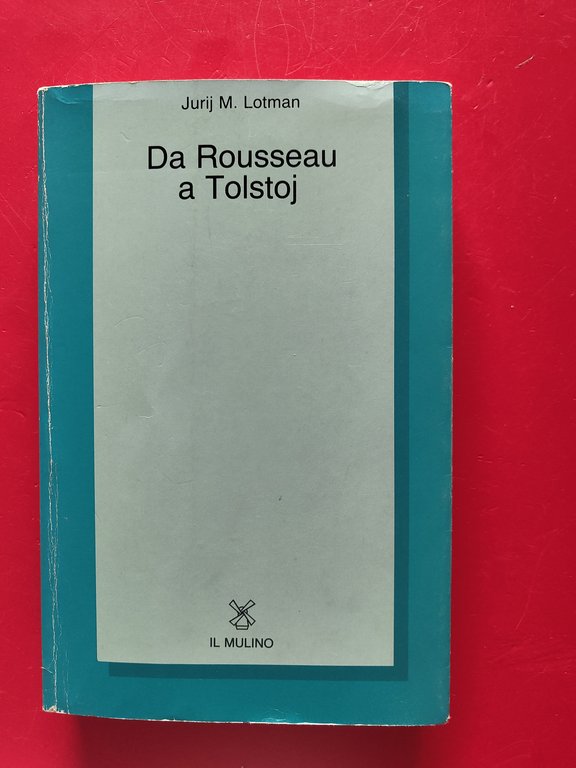 Jurij M. Lotman
Da Rousseau
a Tolstoj
IL MULINO